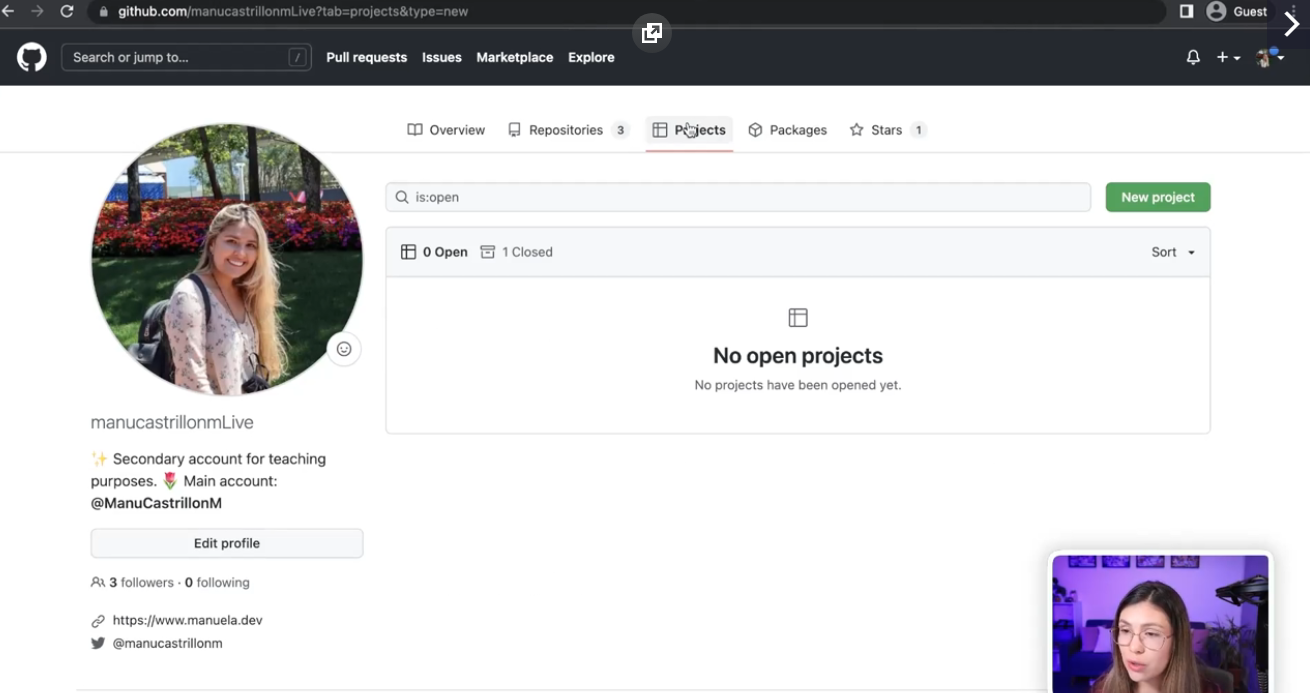 github.com/manucastrillonmLive?tab=projects&type=new
Guest
Search or jump to...
/
Pull requests
Issues
Marketplace
Explore
Overview
Repositories 3
Projects
Packages
Stars 1
is:open
New project
0 Open
1 Closed
Sort
No open projects
No projects have been opened yet.
manucastrillonmLive
✨ Secondary account for teaching
purposes. 🌷 Main account:
@ManuCastrillonM
Edit profile
3 followers · 0 following
https://www.manuela.dev
@manucastrillonm